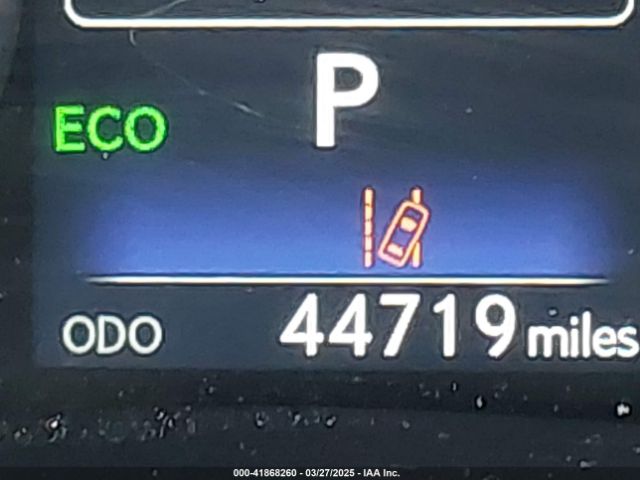 P
ECO
ODO 44719 miles
000-41868260 - 03/27/2025 - IAA Inc.